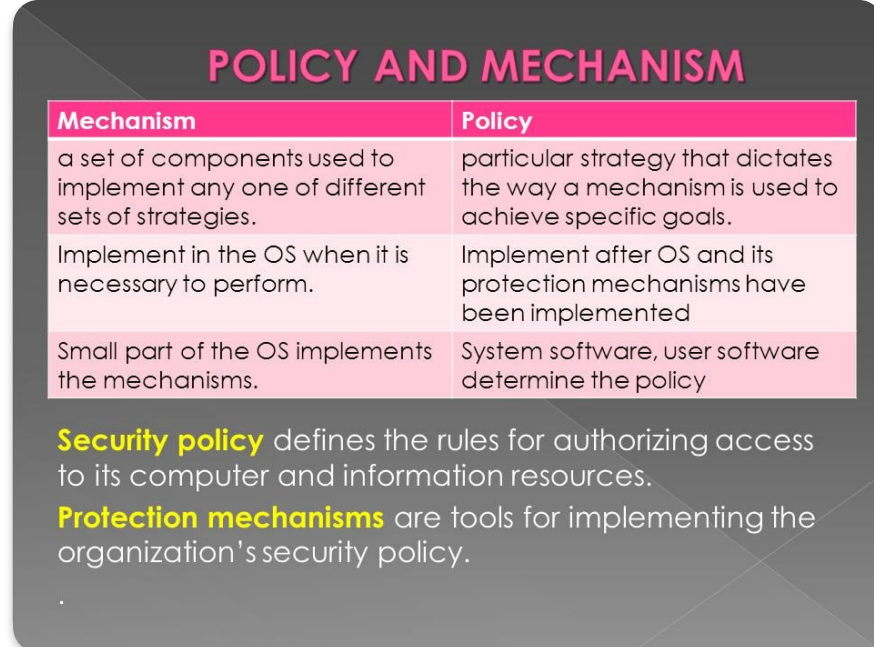 POLICY AND MECHANISM
Mechanism
Policy
a set of components used to
implement any one of different
sets of strategies.
particular strategy that dictates
the way a mechanism is used to
achieve specific goals.
Implement in the OS when it is
necessary to perform.
Implement after OS and its
protection mechanisms have
been implemented
Small part of the OS implements
the mechanisms.
System software, user software
determine the policy
Security policy defines the rules for authorizing access
to its computer and information resources.
Protection mechanisms are tools for implementing the
organization's security policy.
.